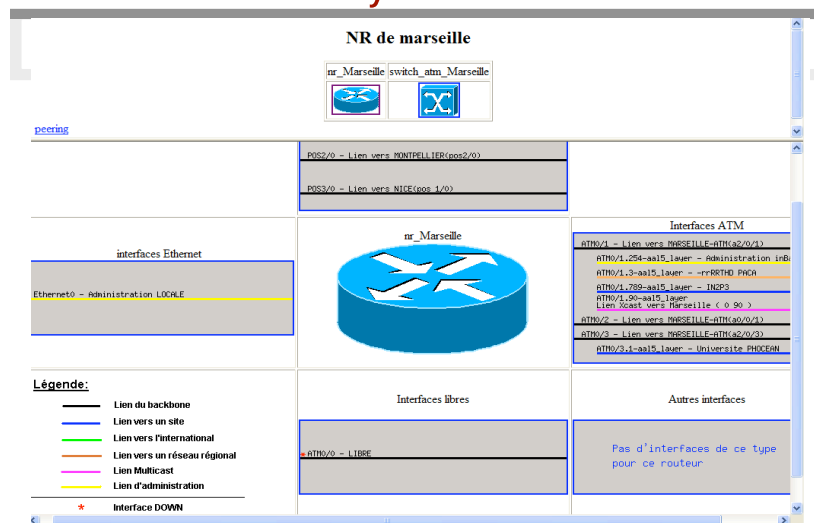 NR de marseille
nr_Marseille switch_atm_Marseille
peering
POS2/0 - Lien vers MONTPELLIER(pos2/0)
POS3/0 - Lien vers NICE(pos 1/0)
interfaces Ethernet
Ethernet0 - Administration LOCALE
nr_Marseille
Interfaces ATM
ATM0/1 - Lien vers MARSEILLE-ATM(a2/0/1)
ATM0/1.254-aal5_layer - Administration inBa
ATM0/1.3-aal5_layer - -rrRRTHD PACA
ATM0/1.789-aal5_layer - IN2P3
ATM0/1.90-aal5_layer
Lien Xcast vers Marseille ( 0 90 )
ATM0/2 - Lien vers MARSEILLE-ATM(a0/0/1)
ATM0/3 - Lien vers MARSEILLE-ATM(a2/0/3)
ATM0/3.1-aal5_layer - Universite PHOCEAN
Légende:
Lien du backbone
Lien vers un site
Lien vers l'international
Lien vers un réseau régional
Lien Multicast
Lien d'administration
* Interface DOWN
Interfaces libres
* ATM0/0 - LIBRE
Autres interfaces
Pas d'interfaces de ce type
pour ce routeur